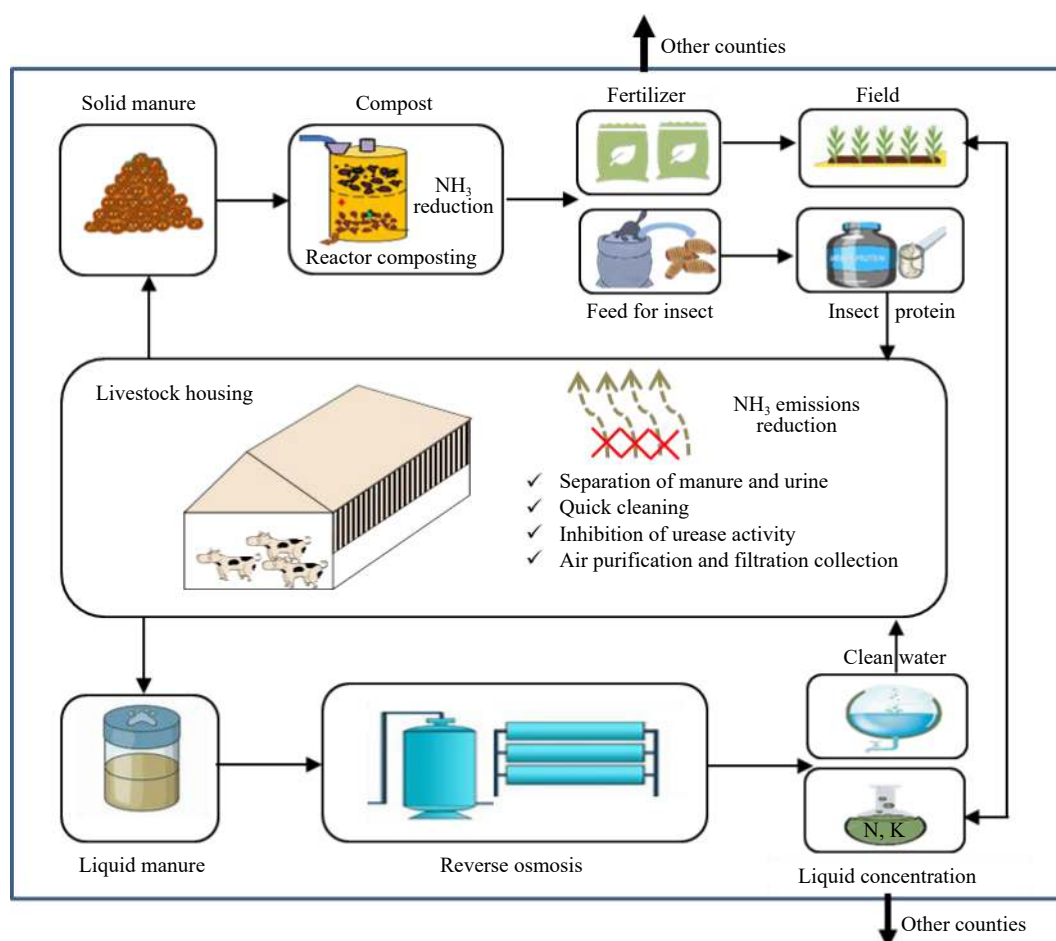 Other counties
Solid manure
Compost
Fertilizer
Field
NH₃
reduction
Reactor composting
Feed for insect
Insect protein
Livestock housing
NH₃ emissions
reduction
✓ Separation of manure and urine
✓ Quick cleaning
✓ Inhibition of urease activity
✓ Air purification and filtration collection
Clean water
N, K
Liquid manure
Reverse osmosis
Liquid concentration
Other counties